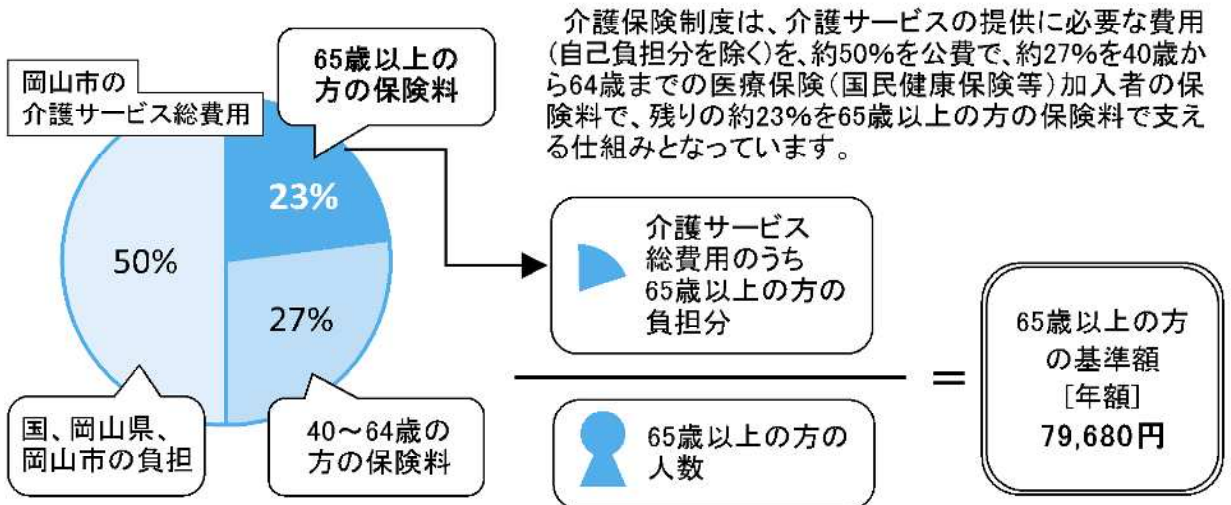 介護保険制度は、介護サービスの提供に必要な費用
(自己負担分を除く)を、約50%を公費で、約27%を40歳か
ら64歳までの医療保険(国民健康保険等)加入者の保
険料で、残りの約23%を65歳以上の方の保険料で支え
る仕組みとなっています。
岡山市の
介護サービス総費用
65歳以上の
方の保険料
23%
50%
27%
国、岡山県、
岡山市の負担
40～64歳の
方の保険料
介護サービス
総費用のうち
65歳以上の方の
負担分
65歳以上の方の
人数
=
65歳以上の方
の基準額
[年額]
79,680円